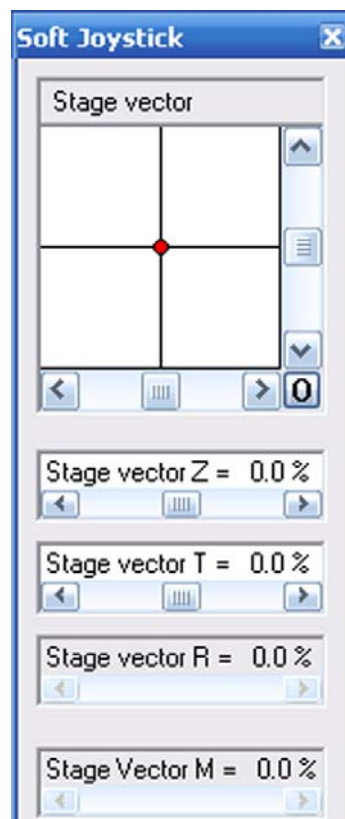 Soft Joystick
Stage vector
0
Stage vector Z = 0.0 %
Stage vector T = 0.0 %
Stage vector R = 0.0 %
Stage Vector M = 0.0 %